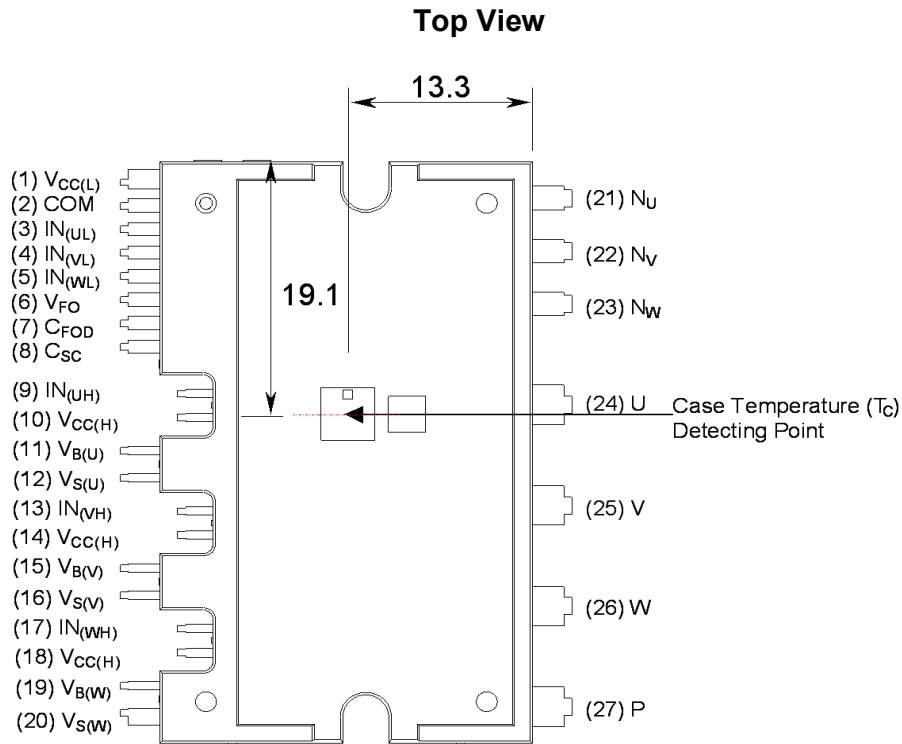 Top View
13.3
19.1
(1) VCC(L)
(2) COM
(3) IN(UL)
(4) IN(VL)
(5) IN(WL)
(6) VFO
(7) CFOD
(8) CSC
(9) IN(UH)
(10) VCC(H)
(11) VB(U)
(12) VS(U)
(13) IN(VH)
(14) VCC(H)
(15) VB(V)
(16) VS(V)
(17) IN(WH)
(18) VCC(H)
(19) VB(W)
(20) VS(W)
(21) NU
(22) NV
(23) NW
(24) U
Case Temperature (TC)
Detecting Point
(25) V
(26) W
(27) P